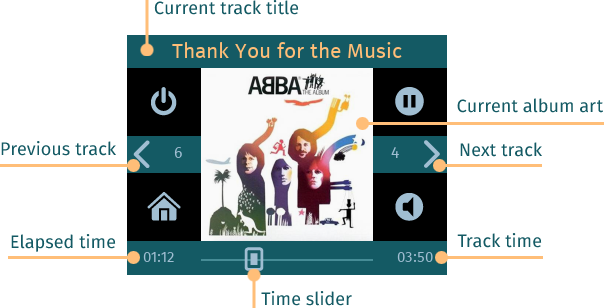 Current track title
Thank You for the Music
ABBA
THE ALBUM
Current album art
Previous track
6
4
Next track
Elapsed time
01:12
03:50
Track time
Time slider